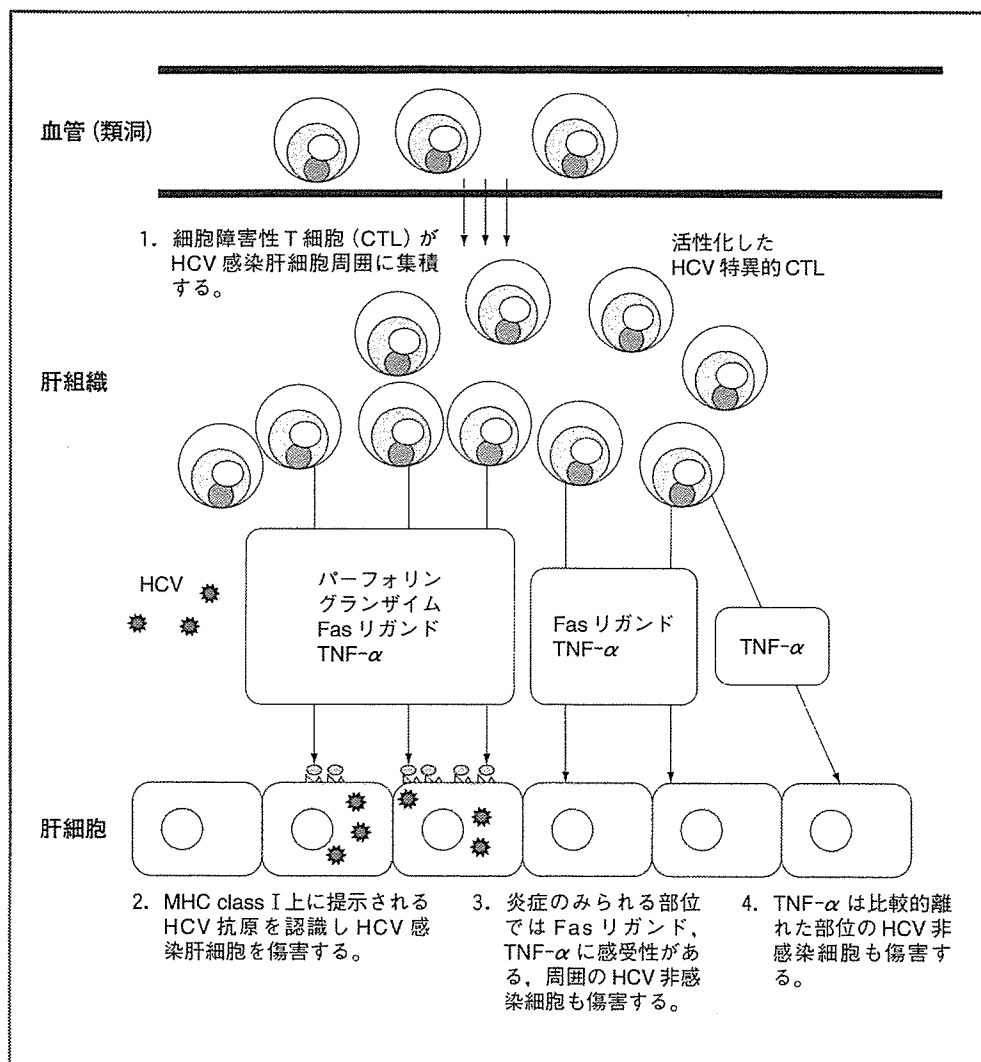 血管(類洞)
1. 細胞障害性T細胞(CTL)が
HCV感染肝細胞周囲に集積
する。
活性化した
HCV特異的CTL
肝組織
HCV
パーフォリン
グランザイム
Fasリガンド
TNF-α
Fasリガンド
TNF-α
TNF-α
肝細胞
2. MHC class I上に提示される
HCV抗原を認識しHCV感
染肝細胞を傷害する。
3. 炎症のみられる部位
ではFasリガンド,
TNF-αに感受性があ
る,周囲のHCV非感
染細胞も傷害する。
4. TNF-αは比較的離
れた部位のHCV非
感染細胞も傷害す
る。